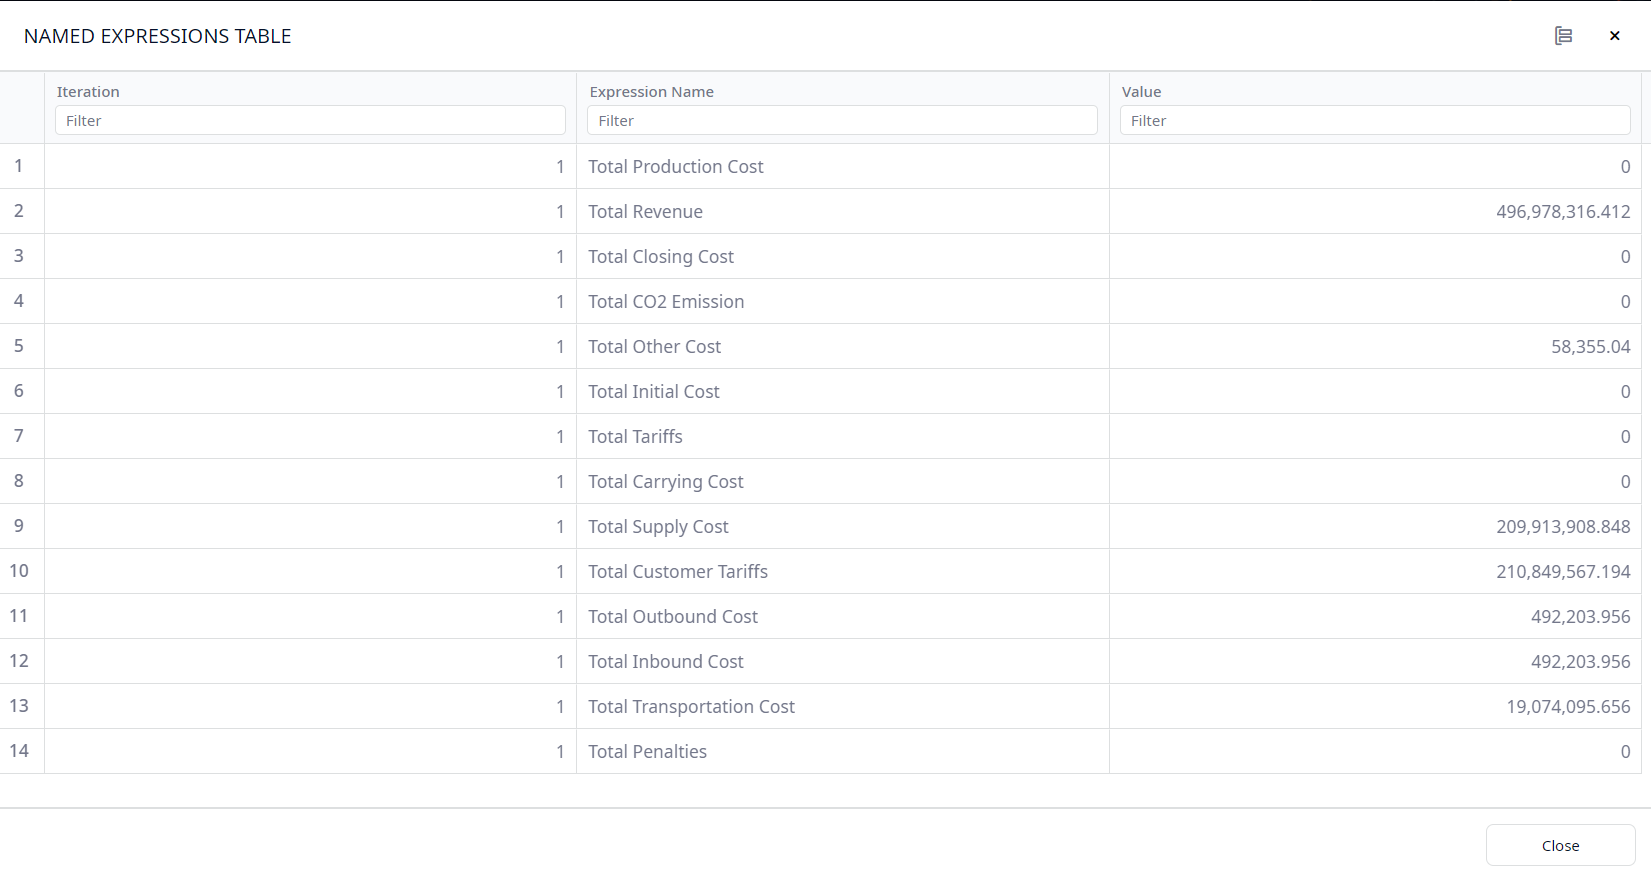 NAMED EXPRESSIONS TABLE
Iteration Expression Name Value
Filter Filter Filter
1 1 Total Production Cost 0
2 1 Total Revenue 496,978,316.412
3 1 Total Closing Cost 0
4 1 Total CO2 Emission 0
5 1 Total Other Cost 58,355.04
6 1 Total Initial Cost 0
7 1 Total Tariffs 0
8 1 Total Carrying Cost 0
9 1 Total Supply Cost 209,913,908.848
10 1 Total Customer Tariffs 210,849,567.194
11 1 Total Outbound Cost 492,203.956
12 1 Total Inbound Cost 492,203.956
13 1 Total Transportation Cost 19,074,095.656
14 1 Total Penalties 0
Close